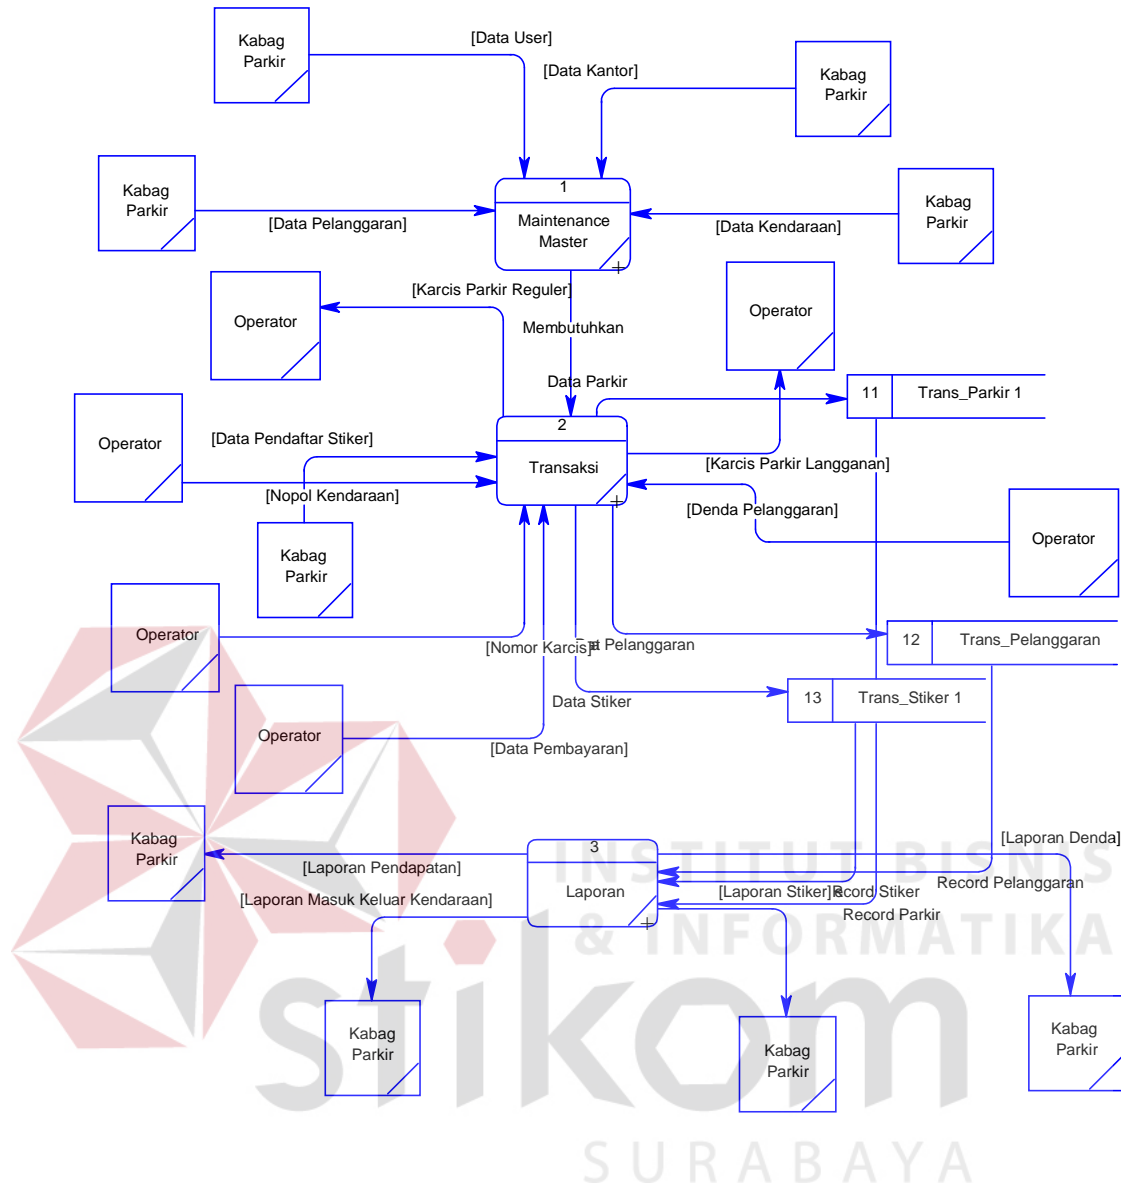 Kabag
Parkir
[Data User]
[Data Kantor]
Kabag
Parkir
Kabag
Parkir
[Data Pelanggaran]
1
Maintenance
Master
[Data Kendaraan]
Kabag
Parkir
Operator
[Karcis Parkir Reguler]
Membutuhkan
Operator
Data Parkir
11
Trans_Parkir 1
Operator
[Data Pendaftar Stiker]
[Nopol Kendaraan]
2
Transaksi
[Karcis Parkir Langganan]
[Denda Pelanggaran]
Operator
Kabag
Parkir
Operator
[Nomor Karcis]
Pelanggaran
12
Trans_Pelanggaran
Data Stiker
13
Trans_Stiker 1
Operator
[Data Pembayaran]
Kabag
Parkir
[Laporan Pendapatan]
[Laporan Masuk Keluar Kendaraan]
3
Laporan
[Laporan Denda]
Record Pelanggaran
[Laporan Stiker]
Record Stiker
Record Parkir
Kabag
Parkir
Kabag
Parkir
Kabag
Parkir
INSTITUT BISNIS
& INFORMATIKA
stikom
SURABAYA